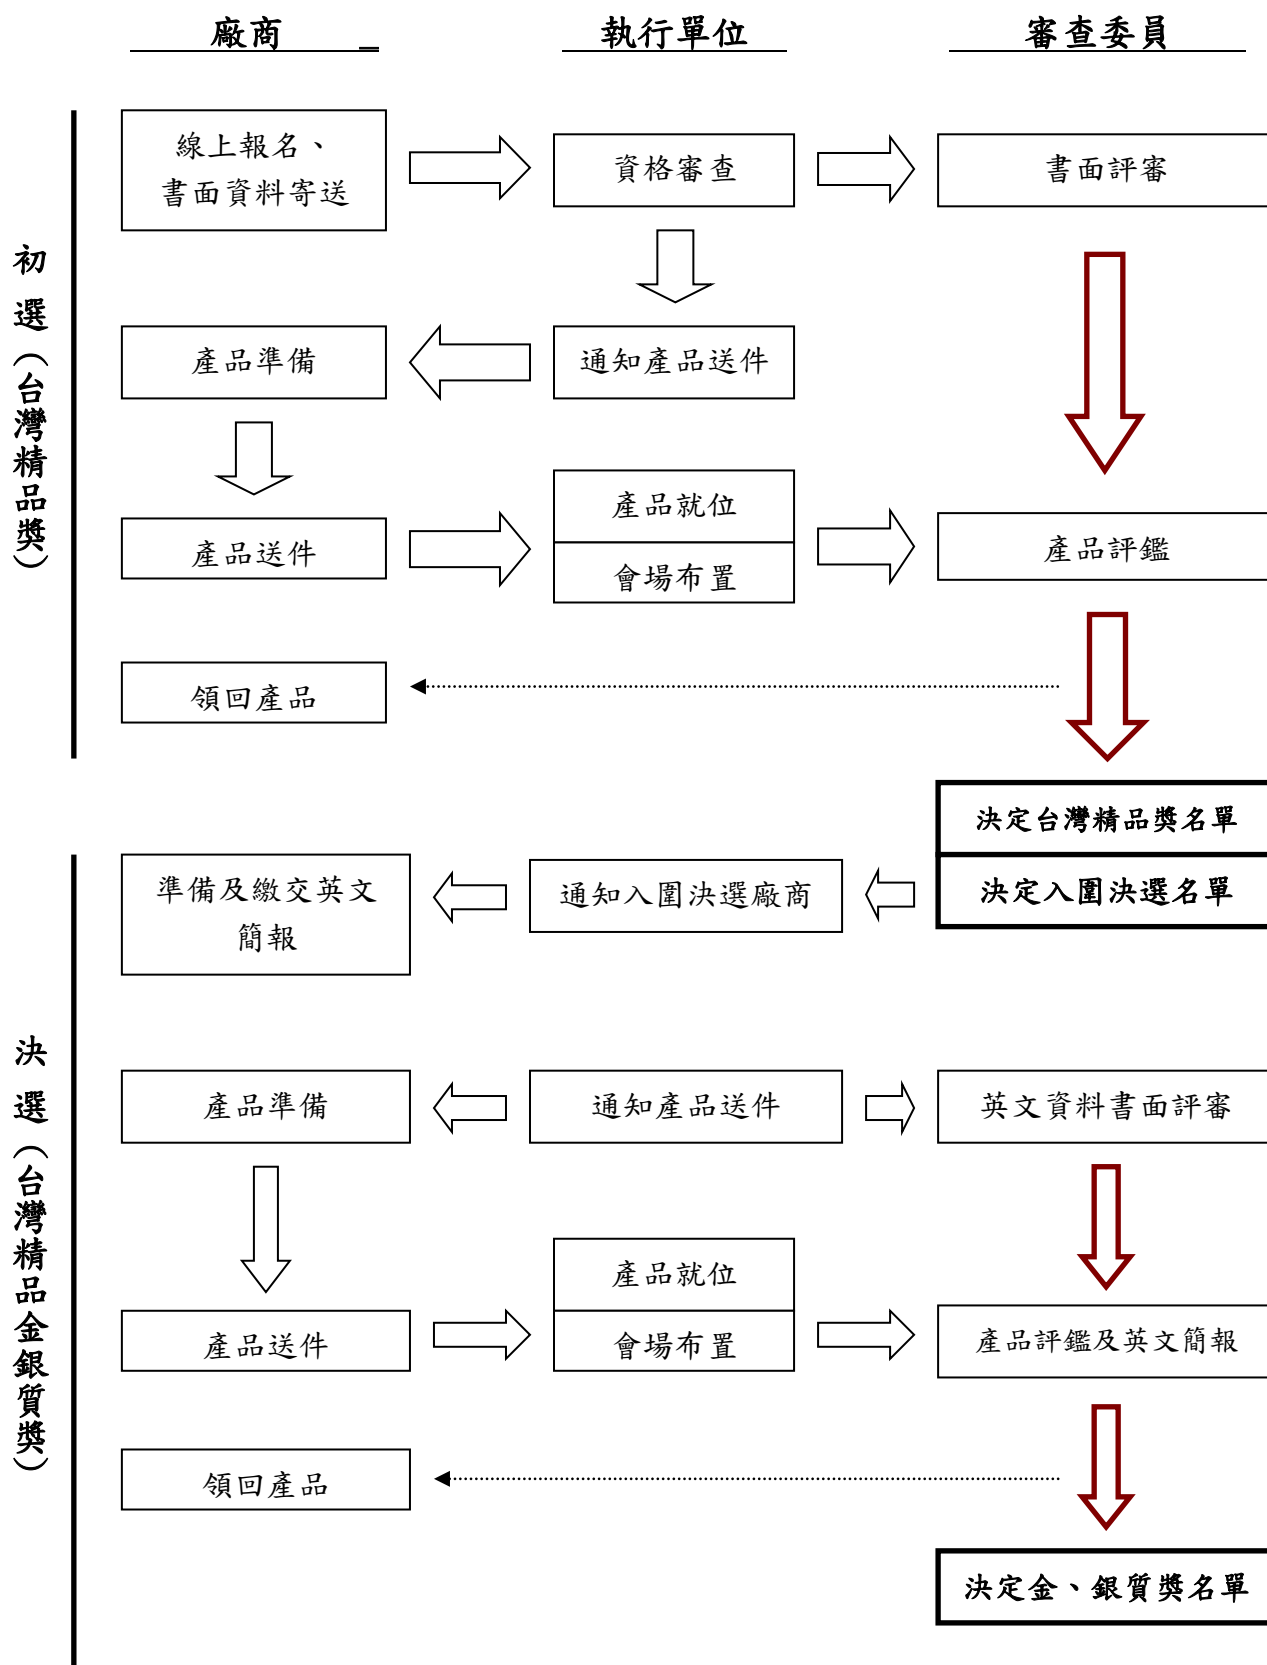 廠商
執行單位
審查委員
初選（台灣精品獎）
線上報名、
書面資料寄送
資格審查
書面評審
產品準備
通知產品送件
產品送件
產品就位
會場布置
產品評鑑
領回產品
決定台灣精品獎名單
決定入圍決選名單
通知入圍決選廠商
準備及繳交英文
簡報
決選（台灣精品金銀質獎）
產品準備
通知產品送件
英文資料書面評審
產品送件
產品就位
會場布置
產品評鑑及英文簡報
領回產品
決定金、銀質獎名單